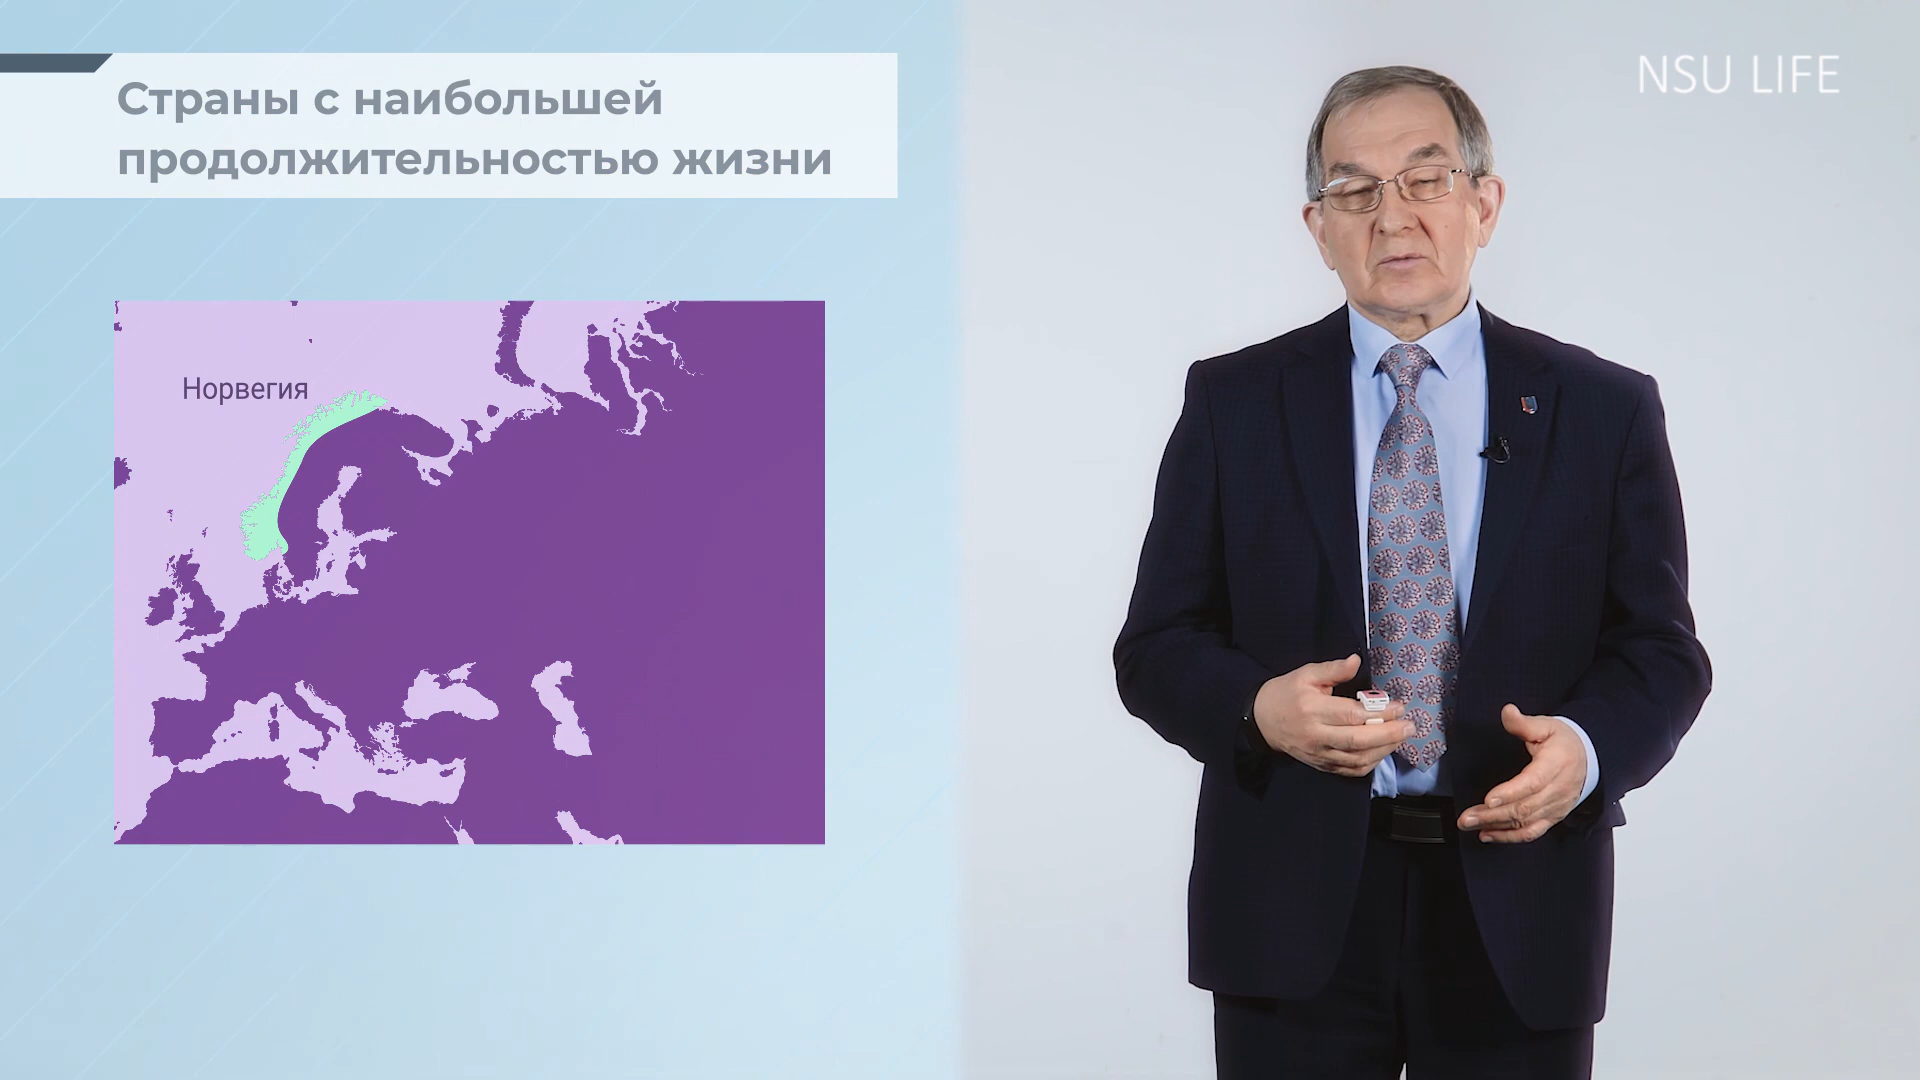 Страны с наибольшей
продолжительностью жизни
NSU LIFE
Норвегия